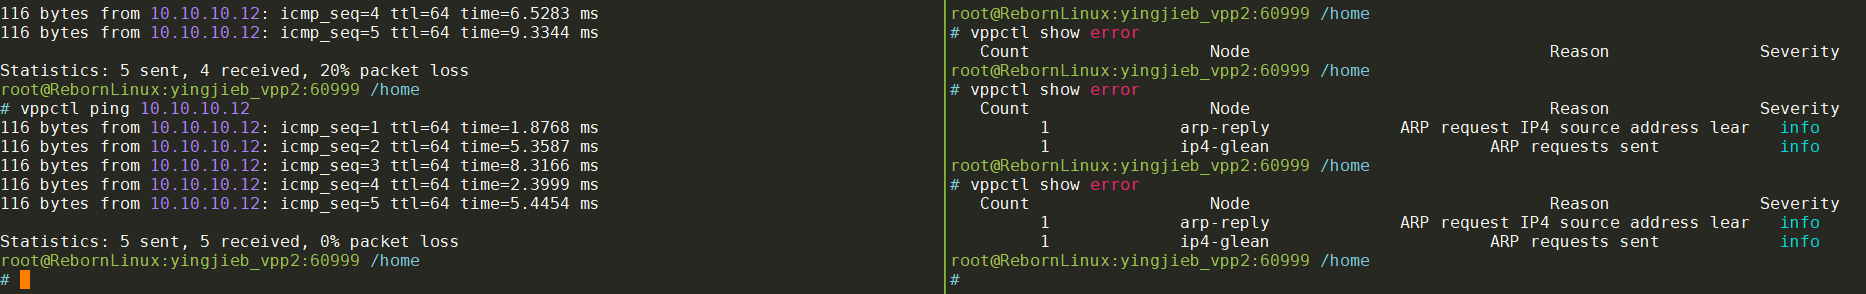 116 bytes from 10.10.10.12: icmp_seq=4 ttl=64 time=6.5283 ms
116 bytes from 10.10.10.12: icmp_seq=5 ttl=64 time=9.3344 ms
Statistics: 5 sent, 4 received, 20% packet loss
root@RebornLinux:yingjieb_vpp2:60999 /home
# vppctl ping 10.10.10.12
116 bytes from 10.10.10.12: icmp_seq=1 ttl=64 time=1.8768 ms
116 bytes from 10.10.10.12: icmp_seq=2 ttl=64 time=5.3587 ms
116 bytes from 10.10.10.12: icmp_seq=3 ttl=64 time=8.3166 ms
116 bytes from 10.10.10.12: icmp_seq=4 ttl=64 time=2.3999 ms
116 bytes from 10.10.10.12: icmp_seq=5 ttl=64 time=5.4454 ms
Statistics: 5 sent, 5 received, 0% packet loss
root@RebornLinux:yingjieb_vpp2:60999 /home
#
root@RebornLinux:yingjieb_vpp2:60999 /home
# vppctl show error
Count Node Reason Severity
root@RebornLinux:yingjieb_vpp2:60999 /home
# vppctl show error
Count Node Reason Severity
1 arp-reply ARP request IP4 source address lear info
1 ip4-glean ARP requests sent info
root@RebornLinux:yingjieb_vpp2:60999 /home
# vppctl show error
Count Node Reason Severity
1 arp-reply ARP request IP4 source address lear info
1 ip4-glean ARP requests sent info
root@RebornLinux:yingjieb_vpp2:60999 /home
#